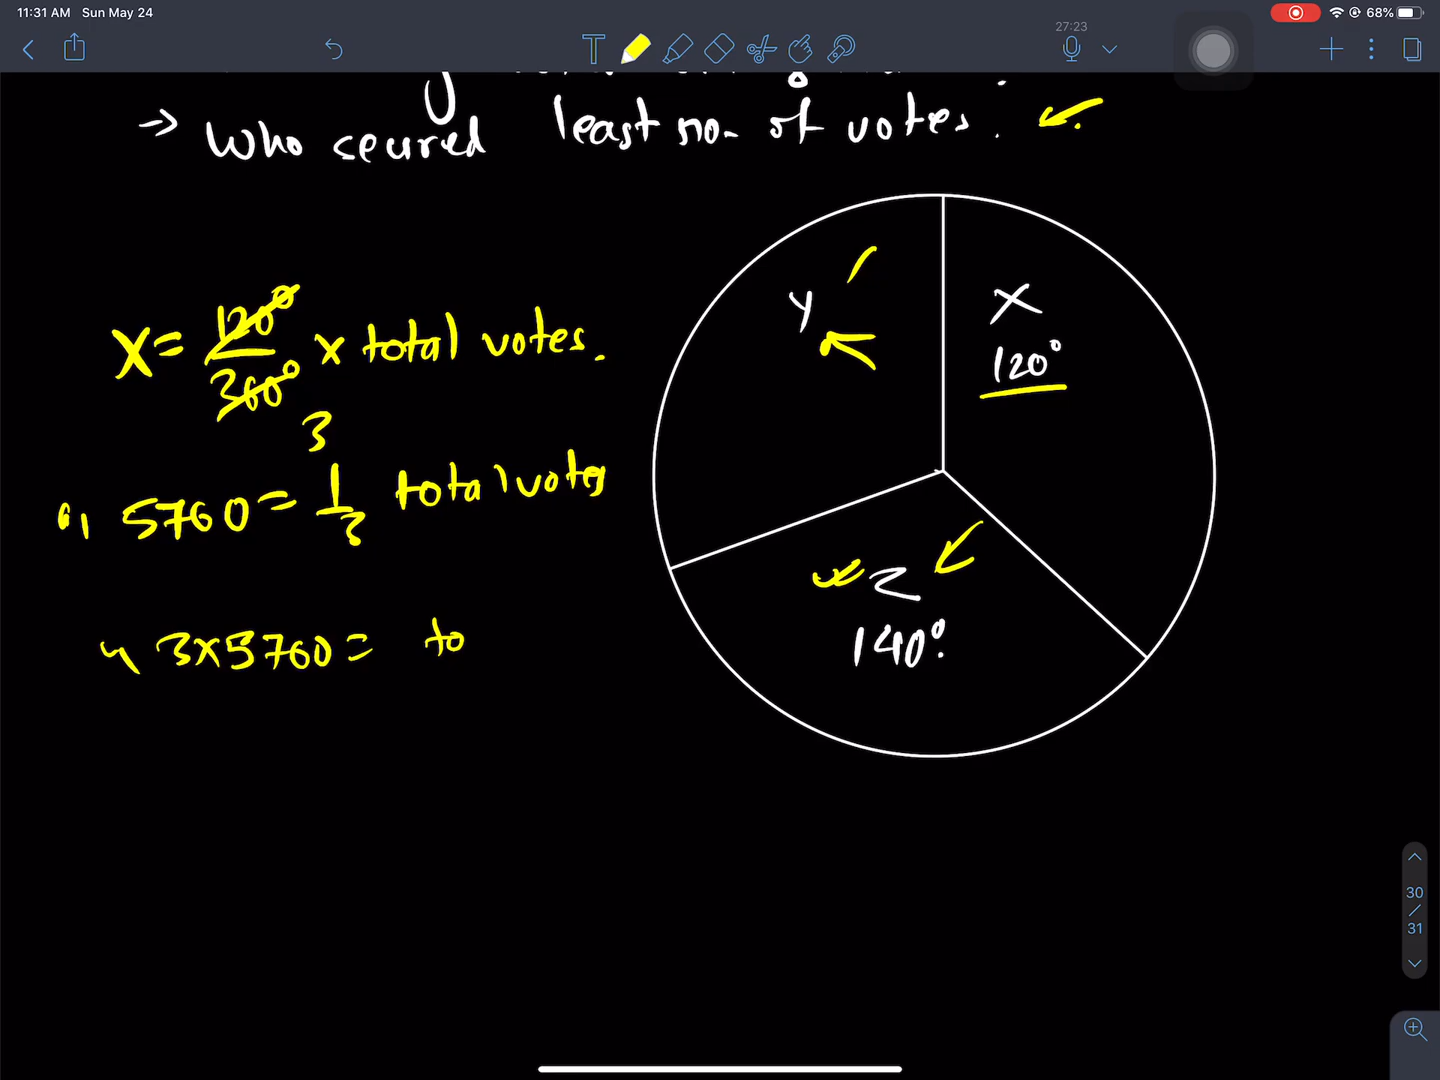 11:31 AM Sun May 24
68%
27:23
→ Who secured least no. of votes.
Y
X
120°
X = 120°/360° x total votes.
3
5760 = 1/3 total votes
Z
140°
3x5760 = to
30
/
31